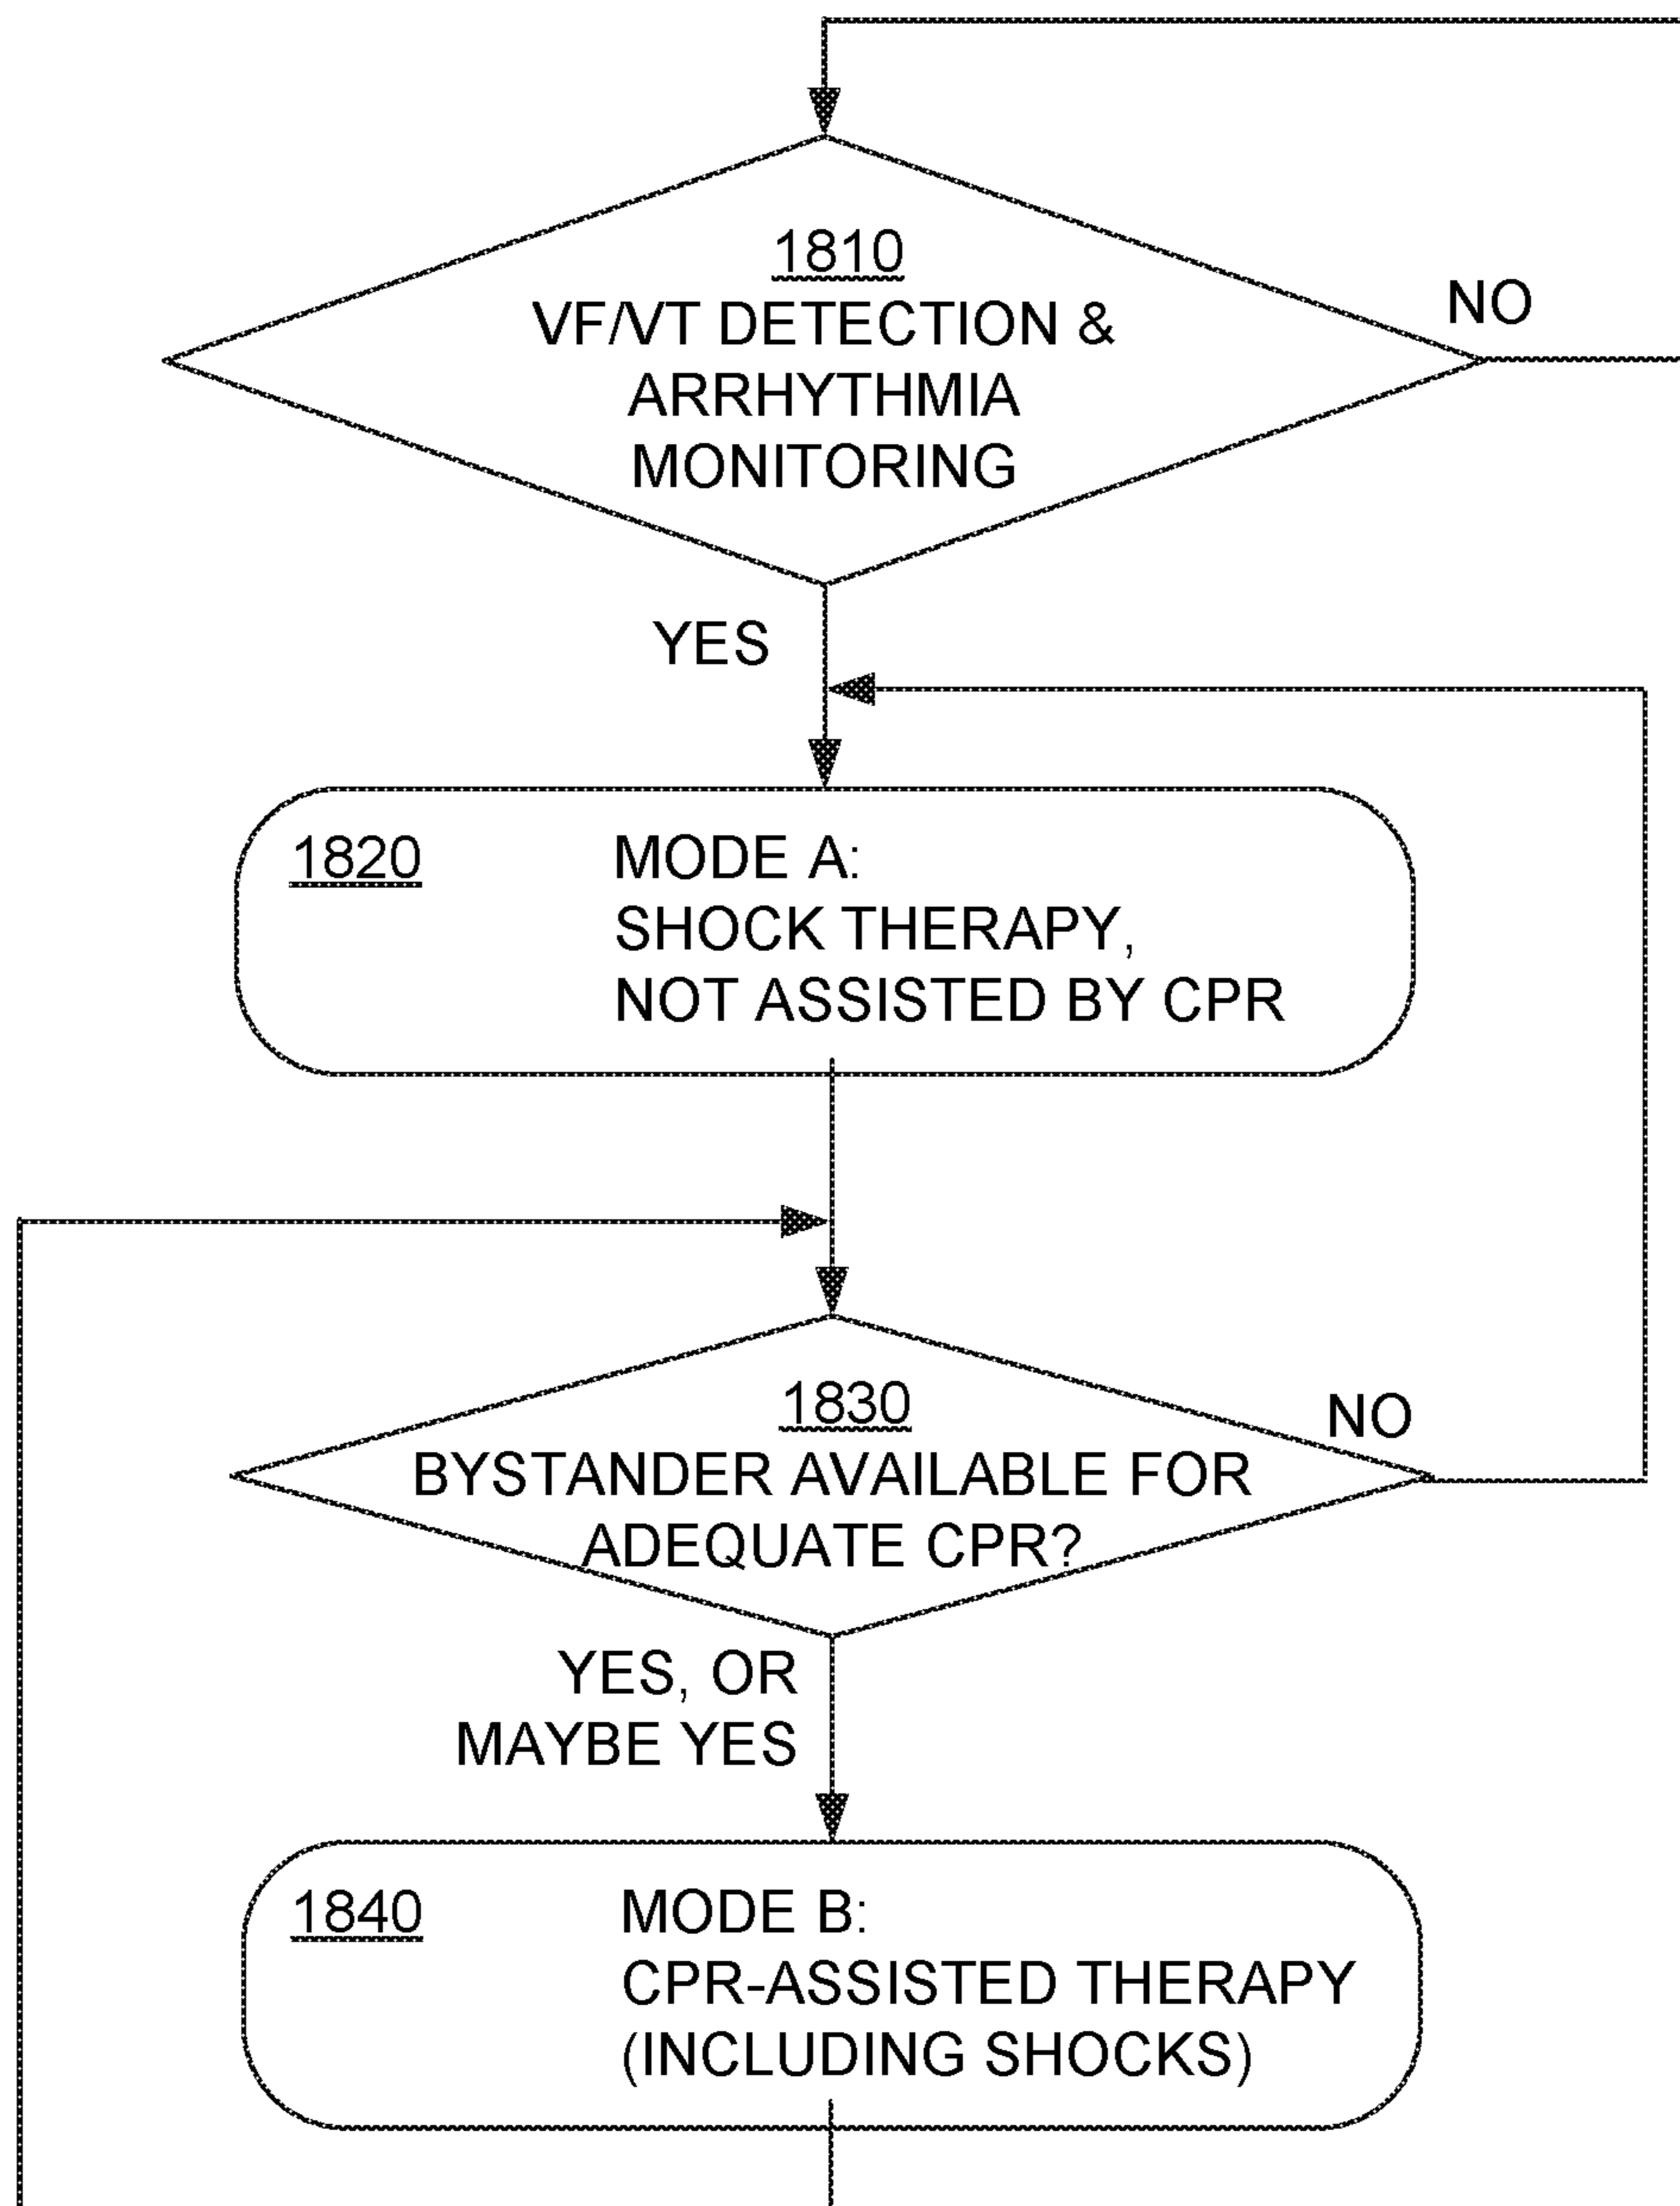 1810
VF/VT DETECTION &
ARRHYTHMIA
MONITORING
NO
YES
1820
MODE A:
SHOCK THERAPY,
NOT ASSISTED BY CPR
1830
BYSTANDER AVAILABLE FOR
ADEQUATE CPR?
NO
YES, OR
MAYBE YES
1840
MODE B:
CPR-ASSISTED THERAPY
(INCLUDING SHOCKS)